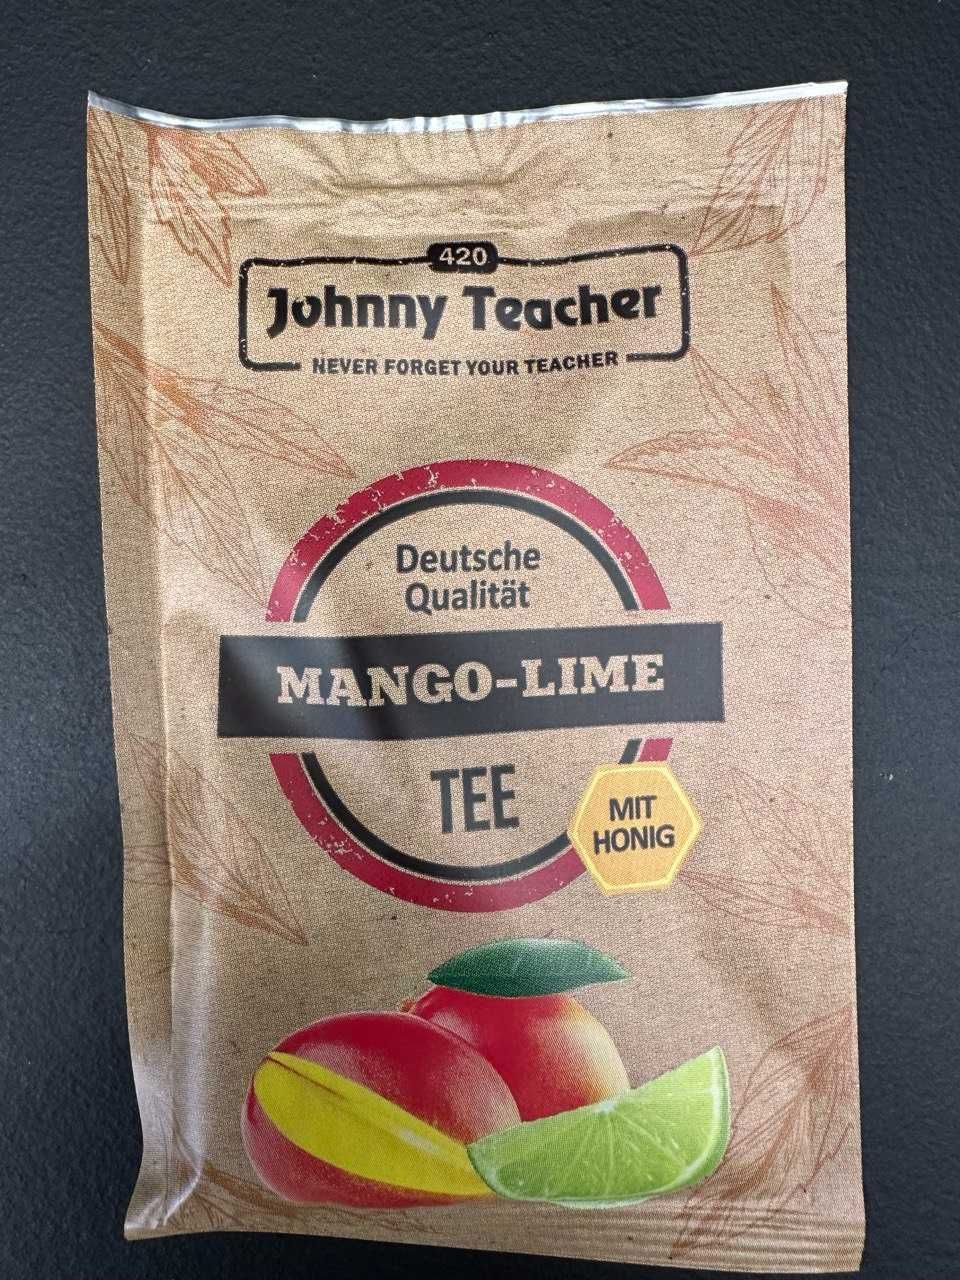 420
Johnny Teacher
NEVER FORGET YOUR TEACHER
Deutsche
Qualität
MANGO-LIME
TEE
MIT
HONIG